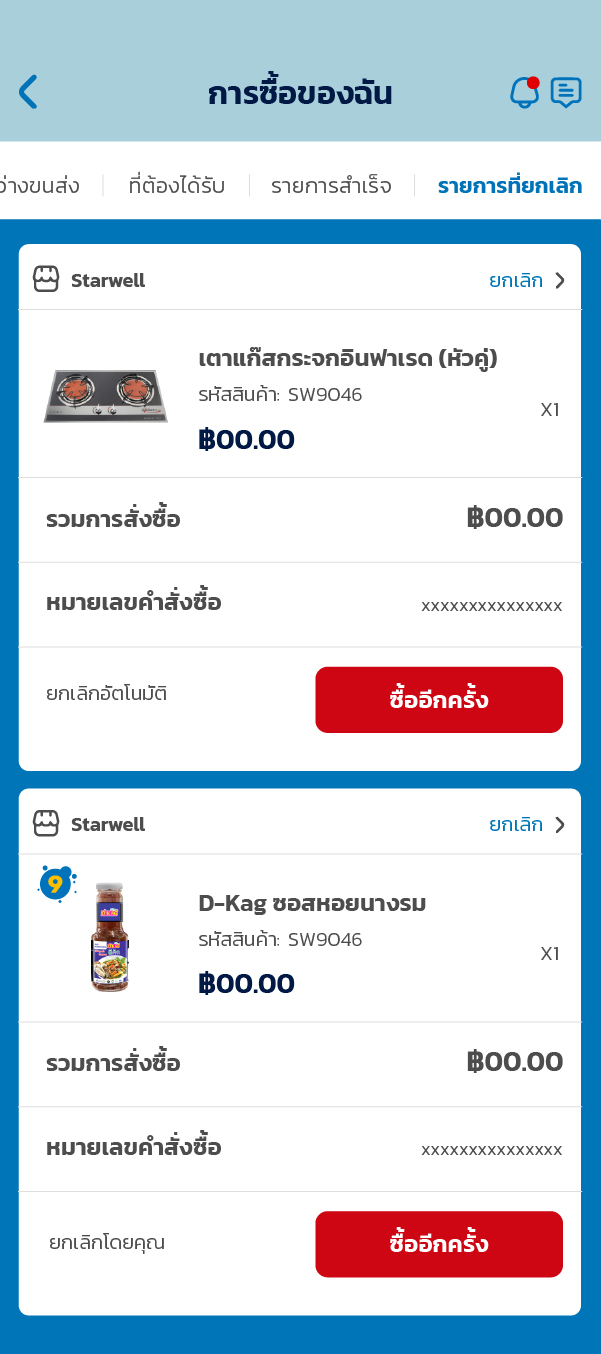 การซื้อของฉัน
ว่างขนส่ง
ที่ต้องได้รับ
รายการสำเร็จ
รายการที่ยกเลิก
Starwell
ยกเลิก
เตาแก๊สกระจกอินฟาเรด (หัวคู่)
รหัสสินค้า: SW9046
X1
฿00.00
รวมการสั่งซื้อ
฿00.00
หมายเลขคำสั่งซื้อ
xxxxxxxxxxxxxxx
ยกเลิกอัตโนมัติ
ซื้ออีกครั้ง
Starwell
ยกเลิก
9
D-Kag ซอสหอยนางรม
รหัสสินค้า: SW9046
X1
฿00.00
รวมการสั่งซื้อ
฿00.00
หมายเลขคำสั่งซื้อ
xxxxxxxxxxxxxxx
ยกเลิกโดยคุณ
ซื้ออีกครั้ง